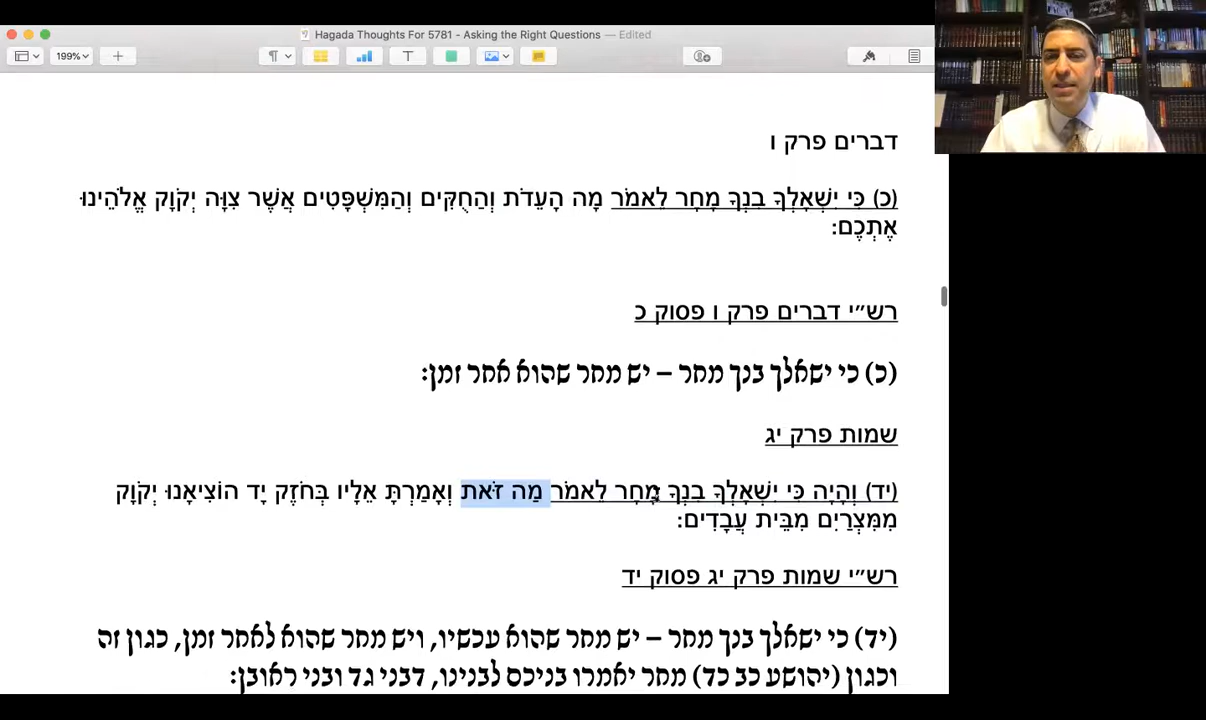 Hagada Thoughts For 5781 - Asking the Right Questions — Edited
199%
דברים פרק ו
(כ) כִּי יִשְׁאָלְךָ בִנְךָ מָחָר לֵאמֹר מָה הָעֵדֹת וְהַחֻקִּים וְהַמִּשְׁפָּטִים אֲשֶׁר צִוָּה יְקֹוָק אֱלֹהֵינוּ
אֶתְכֶם:
רש״י דברים פרק ו פסוק כ
(כ) כי ישאלך בנך מחר – יש מחר שהוא אחר זמן:
שמות פרק יג
(יד) וְהָיָה כִּי יִשְׁאָלְךָ בִנְךָ מָחָר לֵאמֹר מַה זֹּאת וְאָמַרְתָּ אֵלָיו בְּחֹזֶק יָד הוֹצִיאָנוּ יְקֹוָק
מִמִּצְרַיִם מִבֵּית עֲבָדִים:
רש״י שמות פרק יג פסוק יד
(יד) כי ישאלך בנך מחר – יש מחר שהוא עכשיו, ויש מחר שהוא לאחר זמן, כגון זה
וכגון (יהושע כב כד) מחר יאמרו בניכם לבנינו, דבני גד ובני ראובן: